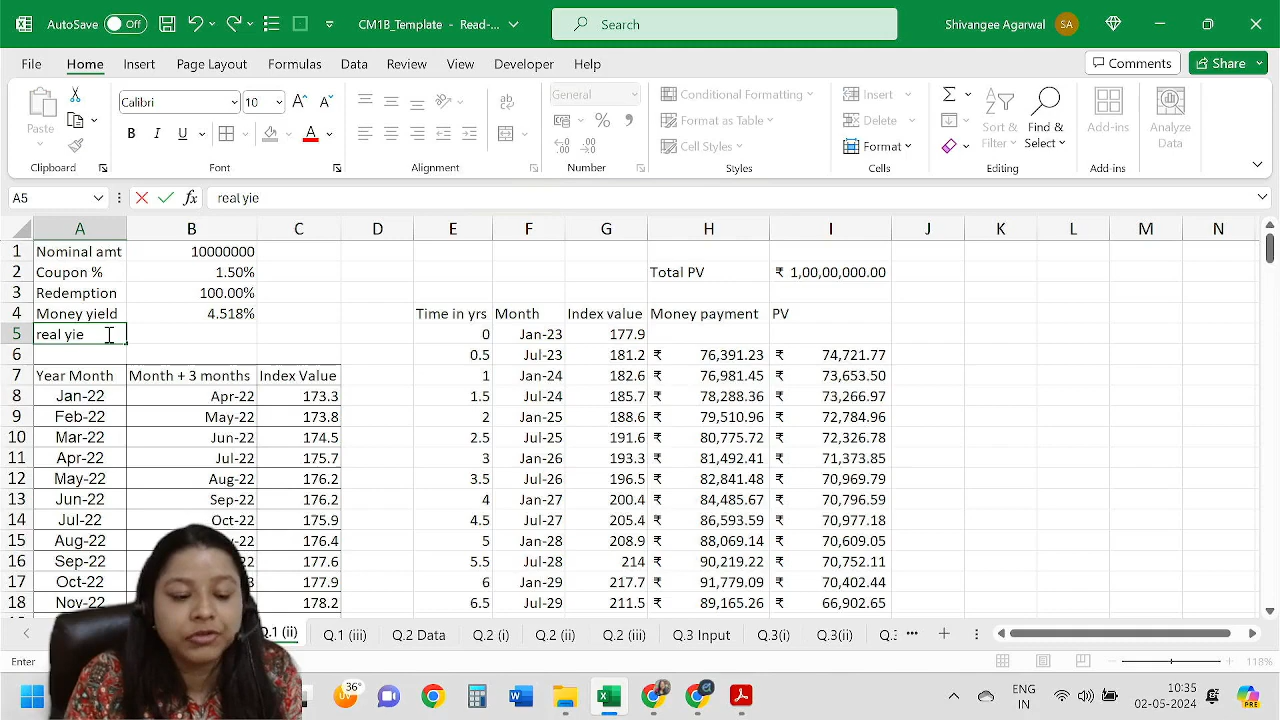 AutoSave Off CM1B_Template - Read-... Search Shivangee Agarwal SA
File Home Insert Page Layout Formulas Data Review View Developer Help Comments Share
Paste Calibri 10 General Conditional Formatting Insert Sort & Find & Add-ins Analyze
B I U A Format as Table Delete Filter Select Data
Cell Styles Format
Clipboard Font Alignment Number Styles Cells Editing Add-ins
A5 fx real yie
A B C D E F G H I J K L M N
1 Nominal amt 10000000
2 Coupon % 1.50% Total PV ₹ 1,00,00,000.00
3 Redemption 100.00%
4 Money yield 4.518% Time in yrs Month Index value Money payment PV
5 real yie 0 Jan-23 177.9
6 0.5 Jul-23 181.2 ₹ 76,391.23 ₹ 74,721.77
7 Year Month Month + 3 months Index Value 1 Jan-24 182.6 ₹ 76,981.45 ₹ 73,653.50
8 Jan-22 Apr-22 173.3 1.5 Jul-24 185.7 ₹ 78,288.36 ₹ 73,266.97
9 Feb-22 May-22 173.8 2 Jan-25 188.6 ₹ 79,510.96 ₹ 72,784.96
10 Mar-22 Jun-22 174.5 2.5 Jul-25 191.6 ₹ 80,775.72 ₹ 72,326.78
11 Apr-22 Jul-22 175.7 3 Jan-26 193.3 ₹ 81,492.41 ₹ 71,373.85
12 May-22 Aug-22 176.2 3.5 Jul-26 196.5 ₹ 82,841.48 ₹ 70,969.79
13 Jun-22 Sep-22 176.2 4 Jan-27 200.4 ₹ 84,485.67 ₹ 70,796.59
14 Jul-22 Oct-22 175.9 4.5 Jul-27 205.4 ₹ 86,593.59 ₹ 70,977.18
15 Aug-22 176.4 5 Jan-28 208.9 ₹ 88,069.14 ₹ 70,609.05
16 Sep-22 22 177.6 5.5 Jul-28 214 ₹ 90,219.22 ₹ 70,752.11
17 Oct-22 3 177.9 6 Jan-29 217.7 ₹ 91,779.09 ₹ 70,402.44
18 Nov-22 178.2 6.5 Jul-29 211.5 ₹ 89,165.26 ₹ 66,902.65
.1 (ii) Q.1 (iii) Q.2 Data Q.2 (i) Q.2 (ii) Q.2 (iii) Q.3 Input Q.3(i) Q.3(ii) Q.: ...
Enter 118%
UV 36° ENG 10:35
IN 02-05-2024 PRE